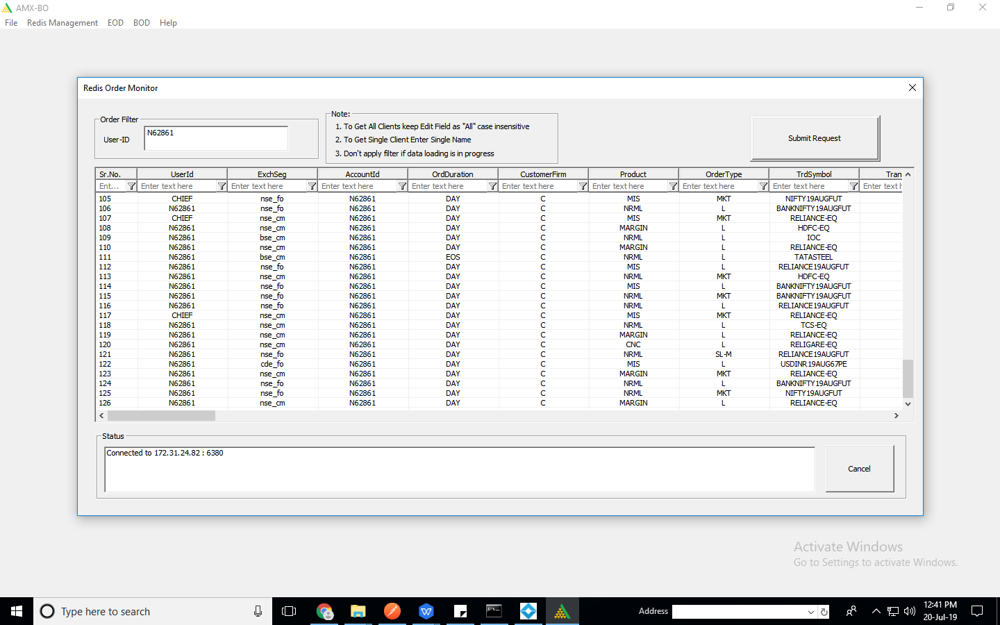 AMX-BO
File Redis Management EOD BOD Help
Redis Order Monitor
Order Filter
User-ID N62861
Note:
1. To Get All Clients keep Edit Field as "All" case insensitive
2. To Get Single Client Enter Single Name
3. Don't apply filter if data loading is in progress
Submit Request
Sr.No. UserId ExchSeg AccountId OrdDuration CustomerFirm Product OrderType TrdSymbol Tran
Ent... Enter text here Enter text here Enter text here Enter text here Enter text here Enter text here Enter text here Enter text here Enter text h
105 CHIEF nse_fo N62861 DAY C MIS MKT NIFTY19AUGFUT
106 N62861 nse_fo N62861 DAY C NRML L BANKNIFTY19AUGFUT
107 CHIEF nse_cm N62861 DAY C MIS MKT RELIANCE-EQ
108 N62861 nse_cm N62861 DAY C MARGIN L HDFC-EQ
109 N62861 bse_cm N62861 DAY C NRML L IOC
110 N62861 nse_cm N62861 DAY C MARGIN L RELIANCE-EQ
111 N62861 bse_cm N62861 EOS C NRML L TATASTEEL
112 N62861 nse_fo N62861 DAY C MIS L RELIANCE19AUGFUT
113 N62861 nse_cm N62861 DAY C NRML MKT HDFC-EQ
114 N62861 nse_fo N62861 DAY C MIS L BANKNIFTY19AUGFUT
115 N62861 nse_fo N62861 DAY C NRML MKT BANKNIFTY19AUGFUT
116 N62861 nse_fo N62861 DAY C NRML L RELIANCE19AUGFUT
117 CHIEF nse_cm N62861 DAY C MIS MKT RELIANCE-EQ
118 N62861 nse_cm N62861 DAY C NRML L TCS-EQ
119 N62861 nse_cm N62861 DAY C MARGIN L RELIANCE-EQ
120 N62861 nse_cm N62861 DAY C CNC L RELIGARE-EQ
121 N62861 nse_fo N62861 DAY C NRML SL-M RELIANCE19AUGFUT
122 N62861 cde_fo N62861 DAY C MIS L USDINR19AUG67PE
123 N62861 nse_cm N62861 DAY C MARGIN MKT RELIANCE-EQ
124 N62861 nse_fo N62861 DAY C NRML L BANKNIFTY19AUGFUT
125 N62861 nse_fo N62861 DAY C NRML MKT NIFTY19AUGFUT
126 N62861 nse_cm N62861 DAY C MARGIN L RELIANCE-EQ
Status
Connected to 172.31.24.82 : 6380
Cancel
Activate Windows
Go to Settings to activate Windows.
Type here to search
Address
12:41 PM
20-Jul-19